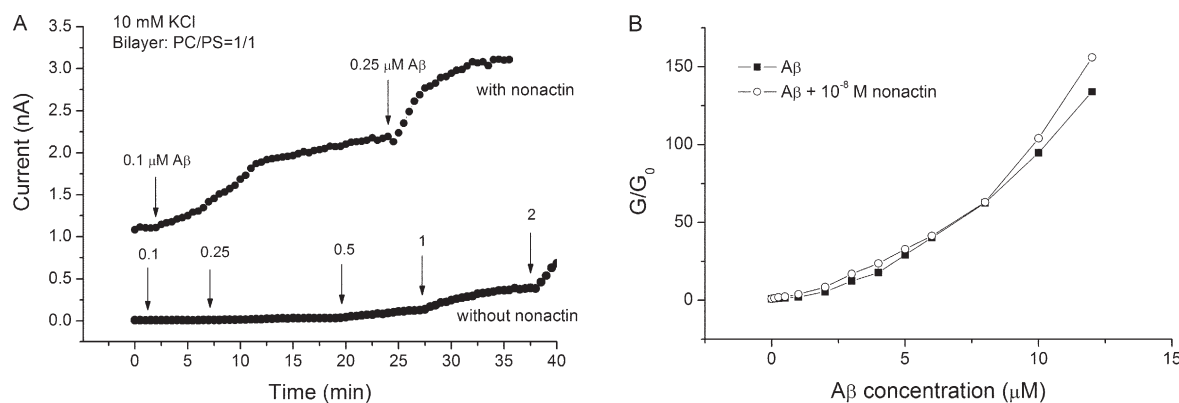 A
10 mM KCl
Bilayer: PC/PS=1/1
3.5
3.0
2.5
2.0
1.5
1.0
0.5
0.0
Current (nA)
0.1 μM Aβ
0.25 μM Aβ
with nonactin
0.1
0.25
0.5
1
2
without nonactin
0
5
10
15
20
25
30
35
40
Time (min)
B
Aβ
Aβ + 10⁻⁸ M nonactin
150
100
50
0
G/G₀
0
5
10
15
Aβ concentration (μM)